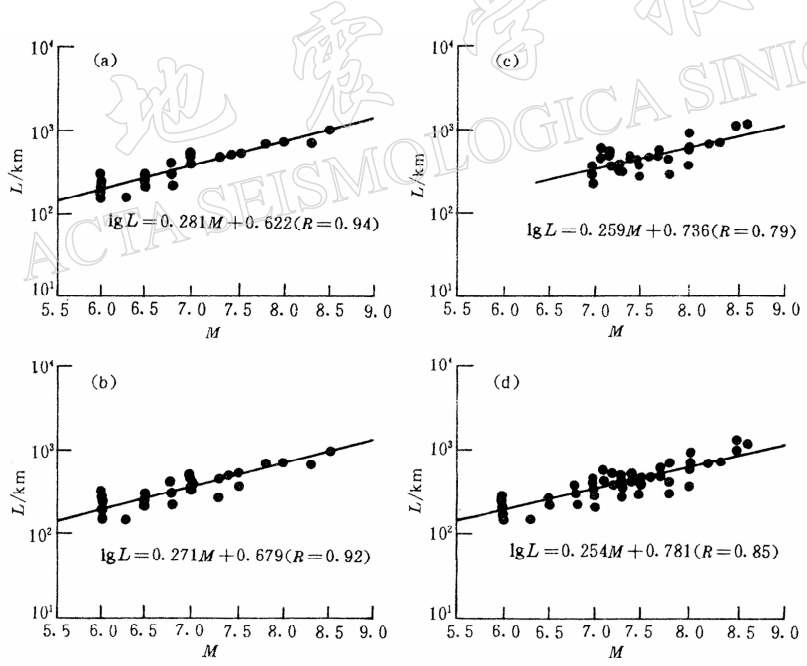 地震学报
ACTA SEISMOLOGICA SINICA
(a)
10⁴
10³
10²
10¹
L/km
lgL=0.281M+0.622(R=0.94)
5.5 6.0 6.5 7.0 7.5 8.0 8.5 9.0
M
(c)
10⁴
10³
10²
10¹
L/km
lgL=0.259M+0.736(R=0.79)
5.5 6.0 6.5 7.0 7.5 8.0 8.5 9.0
M
(b)
10⁴
10³
10²
10¹
L/km
lgL=0.271M+0.679(R=0.92)
5.5 6.0 6.5 7.0 7.5 8.0 8.5 9.0
M
(d)
10⁴
10³
10²
10¹
L/km
lgL=0.254M+0.781(R=0.85)
5.5 6.0 6.5 7.0 7.5 8.0 8.5 9.0
M